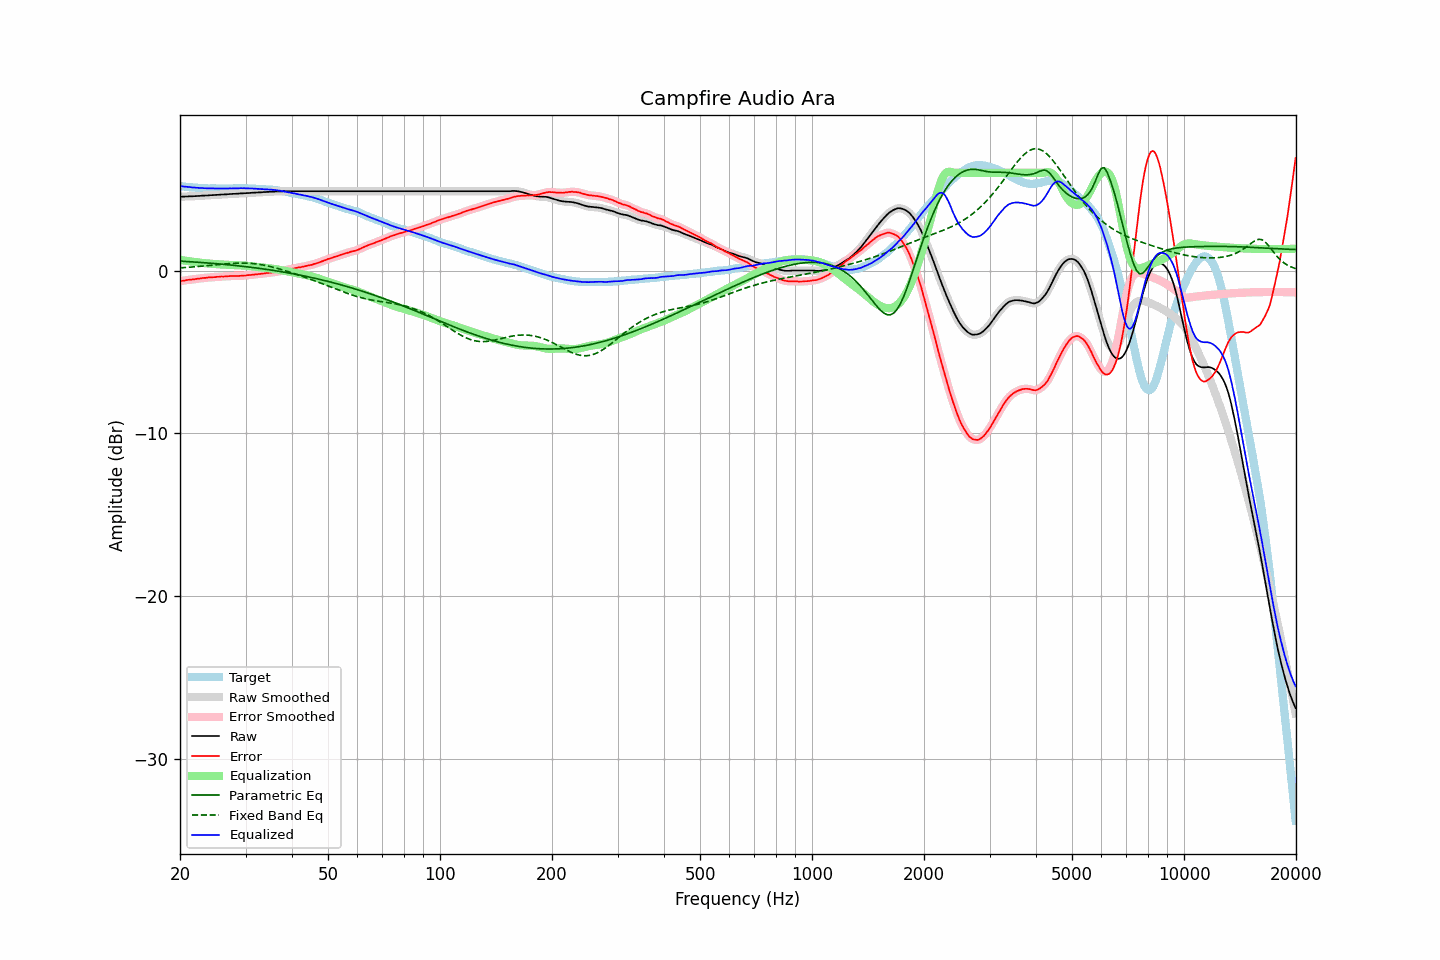 Campfire Audio Ara
Amplitude (dBr)
0
−10
−20
−30
Target
Raw Smoothed
Error Smoothed
Raw
Error
Equalization
Parametric Eq
Fixed Band Eq
Equalized
20 50 100 200 500 1000 2000 5000 10000 20000
Frequency (Hz)